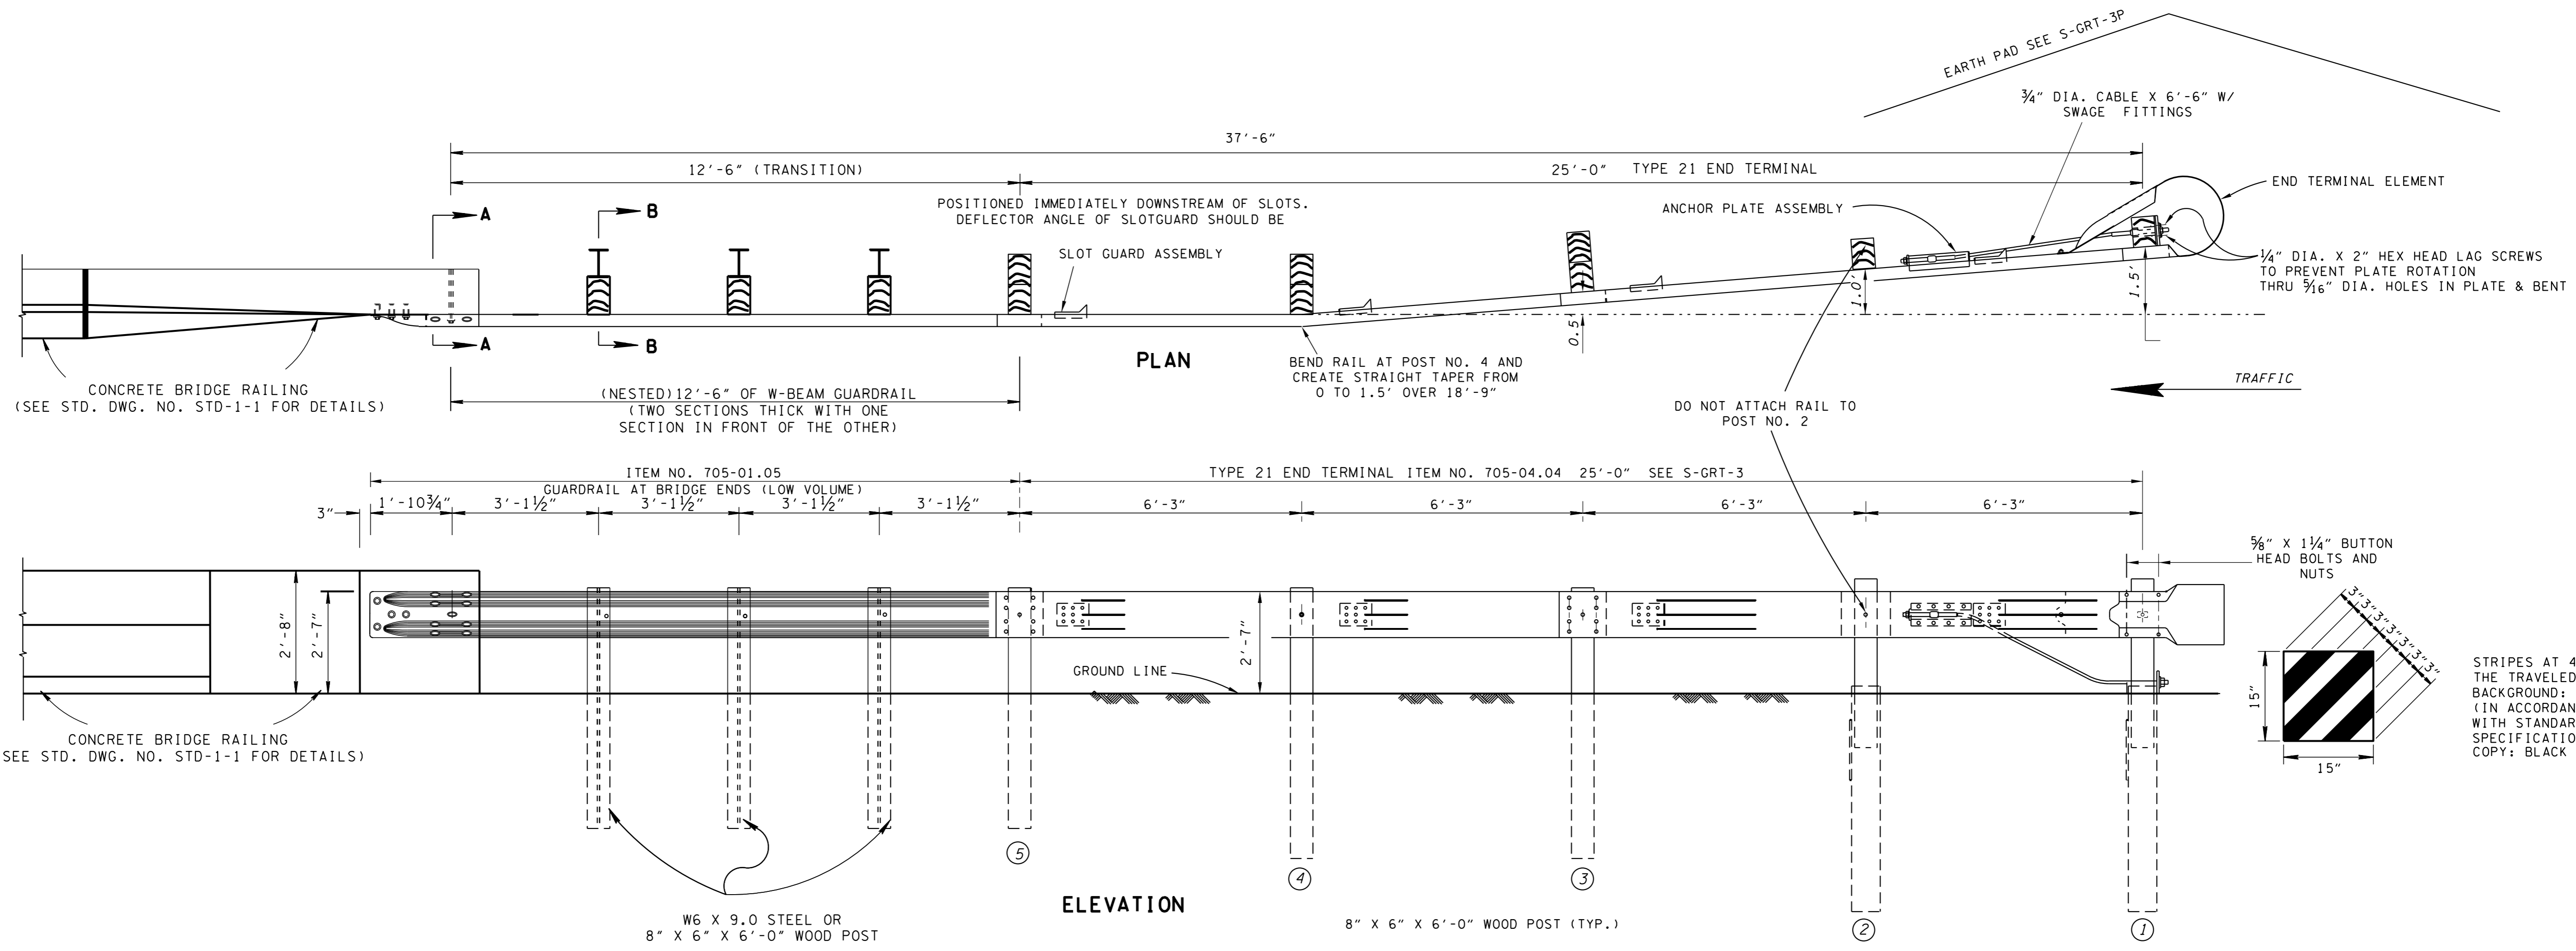 EARTH PAD SEE S-GRT-3P
¾" DIA. CABLE X 6'-6" W/
SWAGE FITTINGS
37'-6"
12'-6" (TRANSITION)
25'-0" TYPE 21 END TERMINAL
END TERMINAL ELEMENT
POSITIONED IMMEDIATELY DOWNSTREAM OF SLOTS.
DEFLECTOR ANGLE OF SLOTGUARD SHOULD BE
ANCHOR PLATE ASSEMBLY
A
B
SLOT GUARD ASSEMBLY
¼" DIA. X 2" HEX HEAD LAG SCREWS
TO PREVENT PLATE ROTATION
THRU 5⁄16" DIA. HOLES IN PLATE & BENT
0.5'
1.0'
1.5'
A
B
PLAN
BEND RAIL AT POST NO. 4 AND
CREATE STRAIGHT TAPER FROM
0 TO 1.5' OVER 18'-9"
TRAFFIC
CONCRETE BRIDGE RAILING
(SEE STD. DWG. NO. STD-1-1 FOR DETAILS)
(NESTED)12'-6" OF W-BEAM GUARDRAIL
(TWO SECTIONS THICK WITH ONE
SECTION IN FRONT OF THE OTHER)
DO NOT ATTACH RAIL TO
POST NO. 2
ITEM NO. 705-01.05
GUARDRAIL AT BRIDGE ENDS (LOW VOLUME)
TYPE 21 END TERMINAL ITEM NO. 705-04.04 25'-0" SEE S-GRT-3
3"
1'-10¾"
3'-1½"
3'-1½"
3'-1½"
3'-1½"
6'-3"
6'-3"
6'-3"
6'-3"
⅝" X 1¼" BUTTON
HEAD BOLTS AND
NUTS
2'-8"
2'-7"
2'-7"
GROUND LINE
3"3"3"3"3"3"3"
15"
15"
STRIPES AT 4
THE TRAVELED
BACKGROUND:
(IN ACCORDAN
WITH STANDAR
SPECIFICATIO
COPY: BLACK
CONCRETE BRIDGE RAILING
SEE STD. DWG. NO. STD-1-1 FOR DETAILS)
5
4
3
2
1
W6 X 9.0 STEEL OR
8" X 6" X 6'-0" WOOD POST
ELEVATION
8" X 6" X 6'-0" WOOD POST (TYP.)